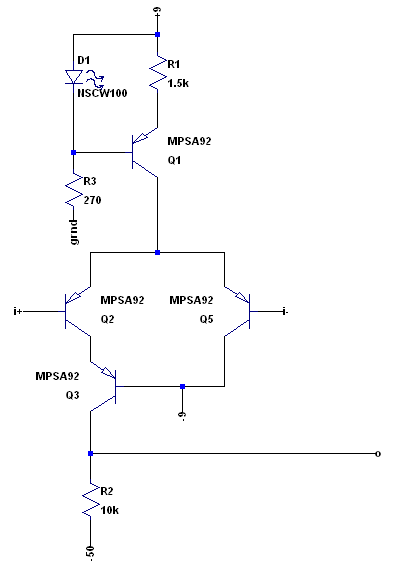 +9
D1
R1
NSCW100
1.5k
MPSA92
Q1
R3
270
grnd
i+
MPSA92
Q2
MPSA92
Q5
i-
MPSA92
Q3
-9
o
R2
10k
-50